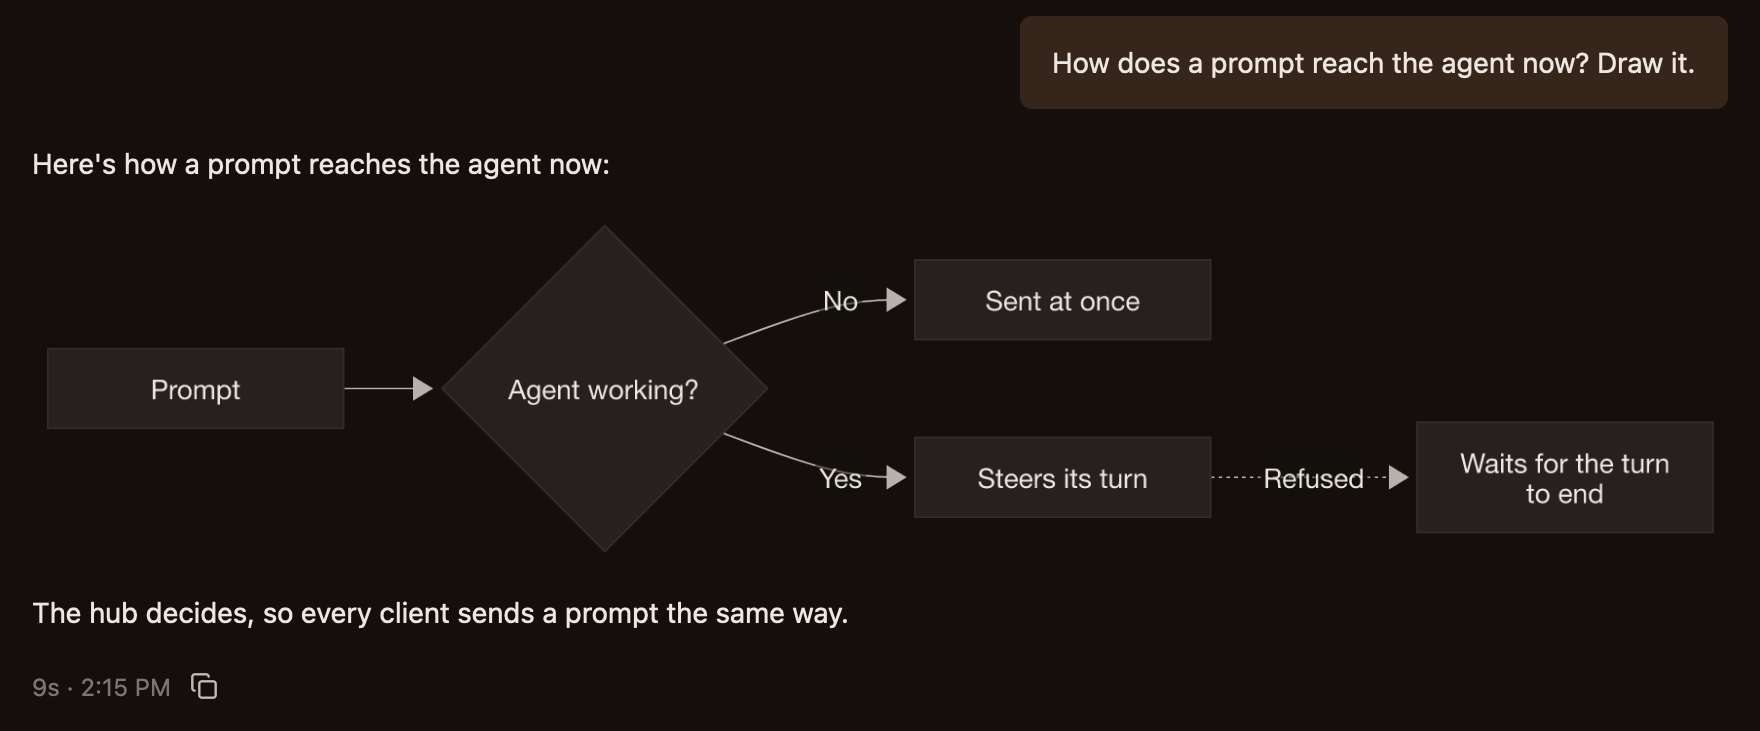 How does a prompt reach the agent now? Draw it.
Here's how a prompt reaches the agent now:
Prompt
Agent working?
No
Sent at once
Yes
Steers its turn
Refused
Waits for the turn
to end
The hub decides, so every client sends a prompt the same way.
9s · 2:15 PM